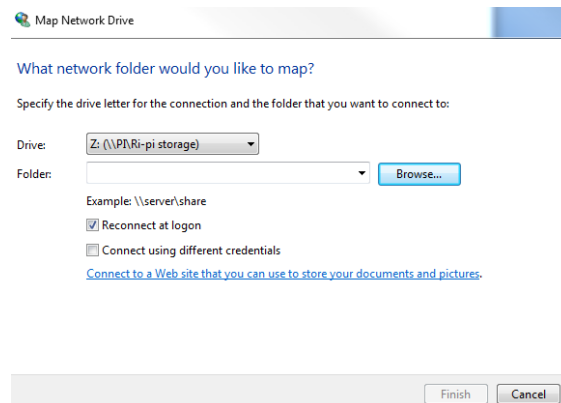 Map Network Drive
What network folder would you like to map?
Specify the drive letter for the connection and the folder that you want to connect to:
Drive: Z: (\\PI\Ri-pi storage)
Folder: Browse...
Example: \\server\share
Reconnect at logon
Connect using different credentials
Connect to a Web site that you can use to store your documents and pictures.
Finish Cancel